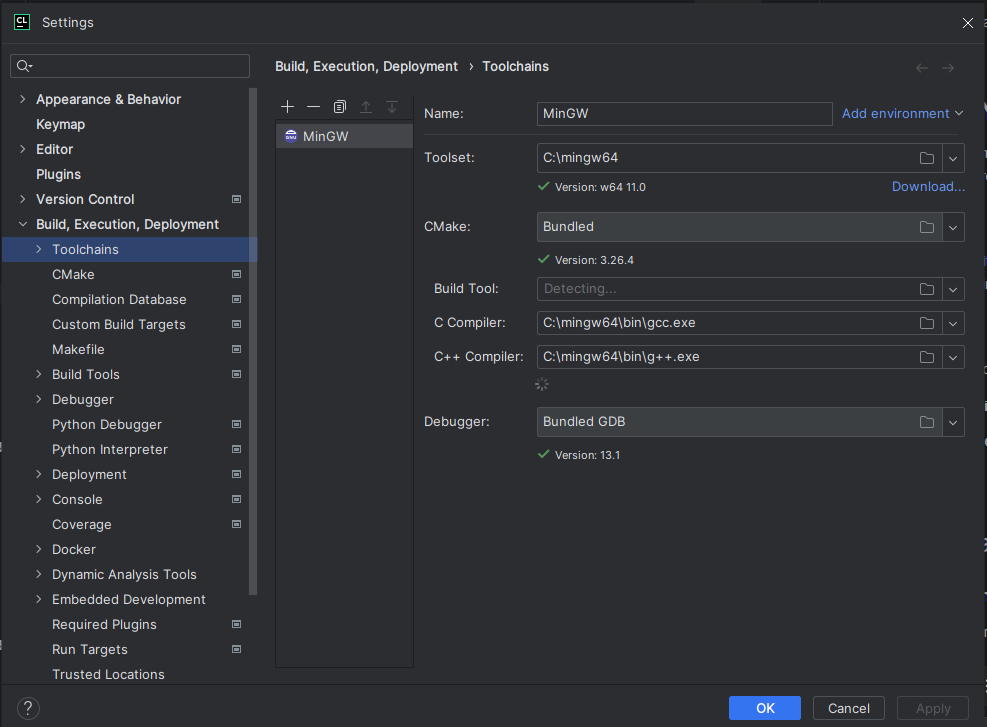 CL
Settings
Build, Execution, Deployment › Toolchains
Appearance & Behavior
Keymap
Editor
Plugins
Version Control
Build, Execution, Deployment
Toolchains
CMake
Compilation Database
Custom Build Targets
Makefile
Build Tools
Debugger
Python Debugger
Python Interpreter
Deployment
Console
Coverage
Docker
Dynamic Analysis Tools
Embedded Development
Required Plugins
Run Targets
Trusted Locations
MinGW
Name: MinGW Add environment
Toolset: C:\mingw64
Version: w64 11.0 Download...
CMake: Bundled
Version: 3.26.4
Build Tool: Detecting...
C Compiler: C:\mingw64\bin\gcc.exe
C++ Compiler: C:\mingw64\bin\g++.exe
Debugger: Bundled GDB
Version: 13.1
? OK Cancel Apply